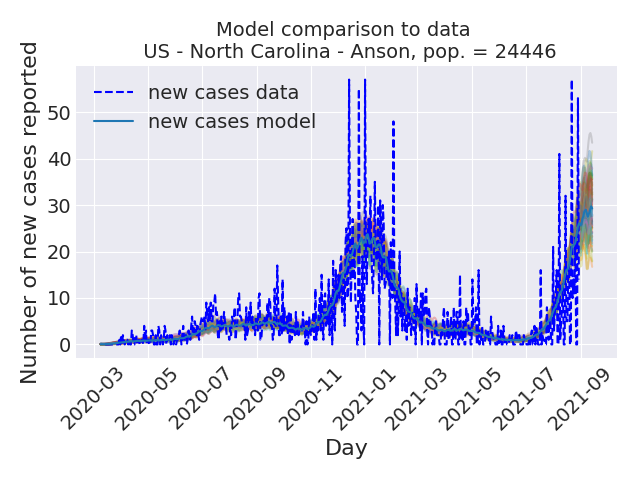 Model comparison to data
US - North Carolina - Anson, pop. = 24446
Number of new cases reported
50
40
30
20
10
0
new cases data
new cases model
2020-03
2020-05
2020-07
2020-09
2020-11
2021-01
2021-03
2021-05
2021-07
2021-09
Day